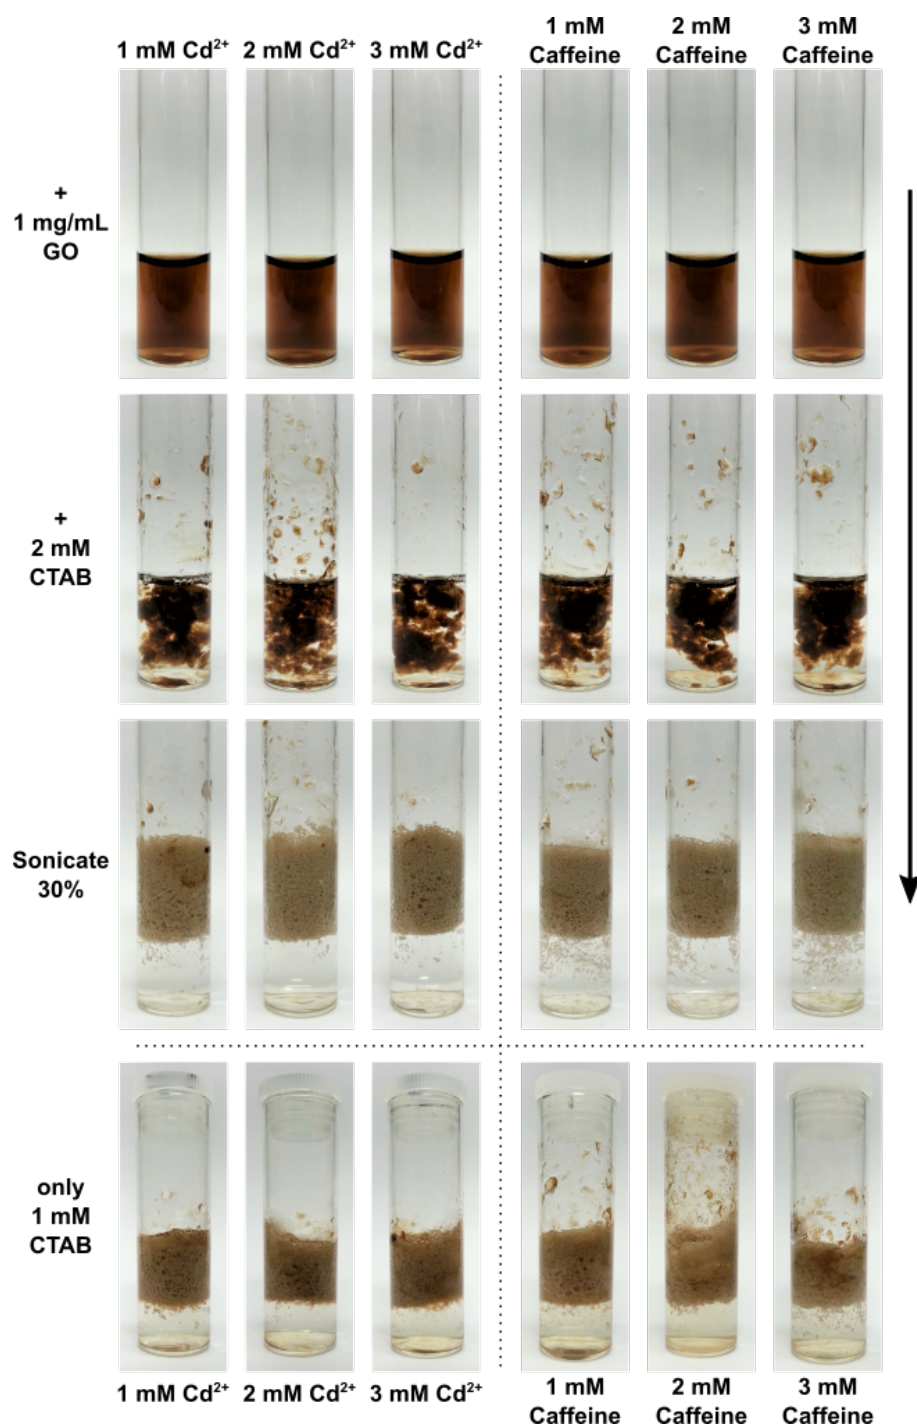 1 mM Cd²⁺ 2 mM Cd²⁺ 3 mM Cd²⁺
1 mM
Caffeine
2 mM
Caffeine
3 mM
Caffeine
+
1 mg/mL
GO
+
2 mM
CTAB
Sonicate
30%
only
1 mM
CTAB
1 mM Cd²⁺ 2 mM Cd²⁺ 3 mM Cd²⁺
1 mM
Caffeine
2 mM
Caffeine
3 mM
Caffeine